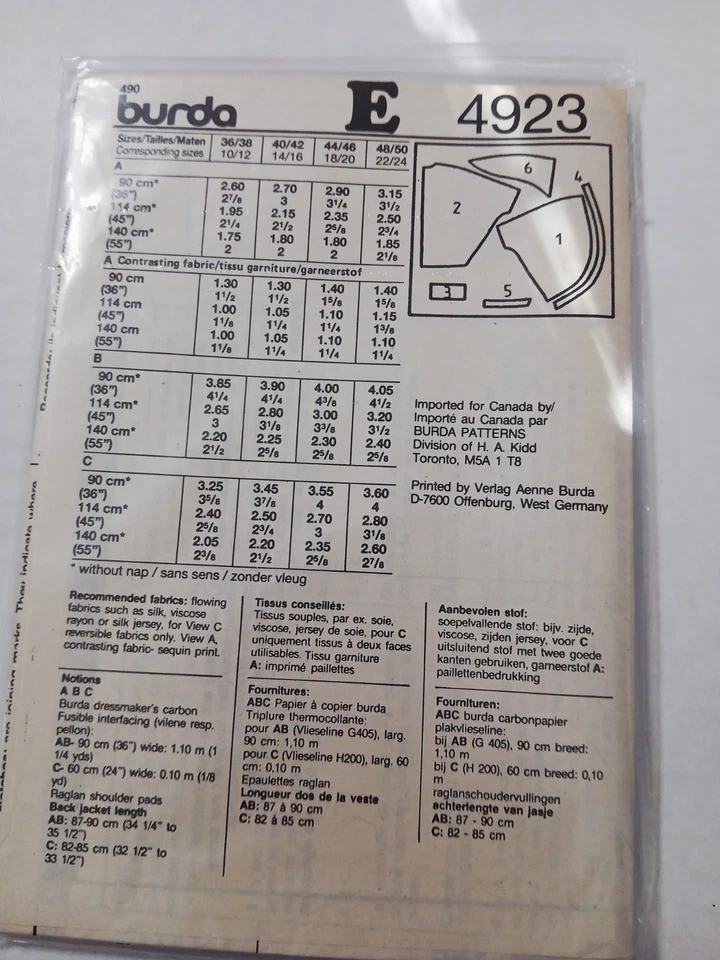 490
burda E 4923
Sizes/Tailles/Maten 36/38 40/42 44/46 48/50
Corresponding sizes 10/12 14/16 18/20 22/24
A
90 cm* 2.60 2.70 2.90 3.15
(36") 2⁷/₈ 3 3¹/₄ 3¹/₂
114 cm* 1.95 2.15 2.35 2.50
(45") 2¹/₄ 2¹/₂ 2⁵/₈ 2³/₄
140 cm* 1.75 1.80 1.80 1.85
(55") 2 2 2 2¹/₈
A Contrasting fabric/tissu garniture/garneerstof
90 cm 1.30 1.30 1.40 1.40
(36") 1¹/₂ 1¹/₂ 1⁵/₈ 1⁵/₈
114 cm 1.00 1.05 1.10 1.15
(45") 1¹/₈ 1¹/₄ 1¹/₄ 1³/₈
140 cm 1.00 1.05 1.10 1.10
(55") 1¹/₈ 1¹/₄ 1¹/₄ 1¹/₄
B
90 cm* 3.85 3.90 4.00 4.05
(36") 4¹/₄ 4¹/₄ 4³/₈ 4¹/₂
114 cm* 2.65 2.80 3.00 3.20
(45") 3 3¹/₈ 3³/₈ 3¹/₂
140 cm* 2.20 2.25 2.30 2.40
(55") 2¹/₂ 2⁵/₈ 2⁵/₈ 2⁵/₈
C
90 cm* 3.25 3.45 3.55 3.60
(36") 3⁵/₈ 3⁷/₈ 4 4
114 cm* 2.40 2.50 2.70 2.80
(45") 2⁵/₈ 2³/₄ 3 3¹/₈
140 cm* 2.05 2.20 2.35 2.60
(55") 2³/₈ 2¹/₂ 2⁵/₈ 2⁷/₈
* without nap / sans sens / zonder vleug
6
4
2
1
3
5
Imported for Canada by/
Importé au Canada par
BURDA PATTERNS
Division of H. A. Kidd
Toronto, M5A 1 T8
Printed by Verlag Aenne Burda
D-7600 Offenburg, West Germany
Recommended fabrics: flowing
fabrics such as silk, viscose
rayon or silk jersey, for View C
reversible fabrics only. View A,
contrasting fabric- sequin print.
Notions
A B C
Burda dressmaker's carbon
Fusible interfacing (vilene resp.
pellon):
AB- 90 cm (36") wide: 1.10 m (1
1/4 yds)
C- 60 cm (24") wide: 0.10 m (1/8
yd)
Raglan shoulder pads
Back jacket length
AB: 87-90 cm (34 1/4" to
35 1/2")
C: 82-85 cm (32 1/2" to
33 1/2")
Tissus conseillés:
Tissus souples, par ex. soie,
viscose, jersey de soie, pour C
uniquement tissus à deux faces
utilisables. Tissu garniture
A: imprimé paillettes
Fournitures:
ABC Papier à copier burda
Triplure thermocollante:
pour AB (Vlieseline G405), larg.
90 cm: 1,10 m
pour C (Vlieseline H200), larg. 60
cm: 0,10 m
Epaulettes raglan
Longueur dos de la veste
AB: 87 à 90 cm
C: 82 à 85 cm
Aanbevolen stof:
soepelvallende stof: bijv. zijde,
viscose, zijden jersey, voor C
uitsluitend stof met twee goede
kanten gebruiken, garneerstof A:
paillettenbedrukking
Fournituren:
ABC burda carbonpapier
plakvlieseline:
bij AB (G 405), 90 cm breed:
1,10 m
bij C (H 200), 60 cm breed: 0,10
m
raglanschoudervullingen
achterlengte van jasje
AB: 87 - 90 cm
C: 82 - 85 cm
joining marks. They indicate where